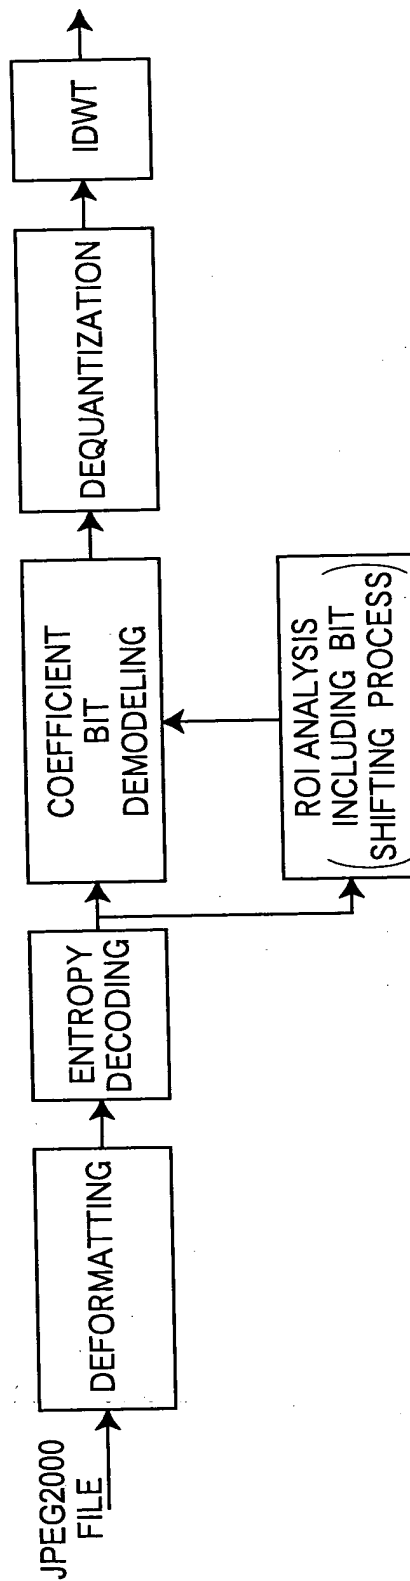 JPEG2000
FILE
DEFORMATTING
ENTROPY
DECODING
COEFFICIENT
BIT
DEMODELING
DEQUANTIZATION
IDWT
ROI ANALYSIS
(INCLUDING BIT
SHIFTING PROCESS)